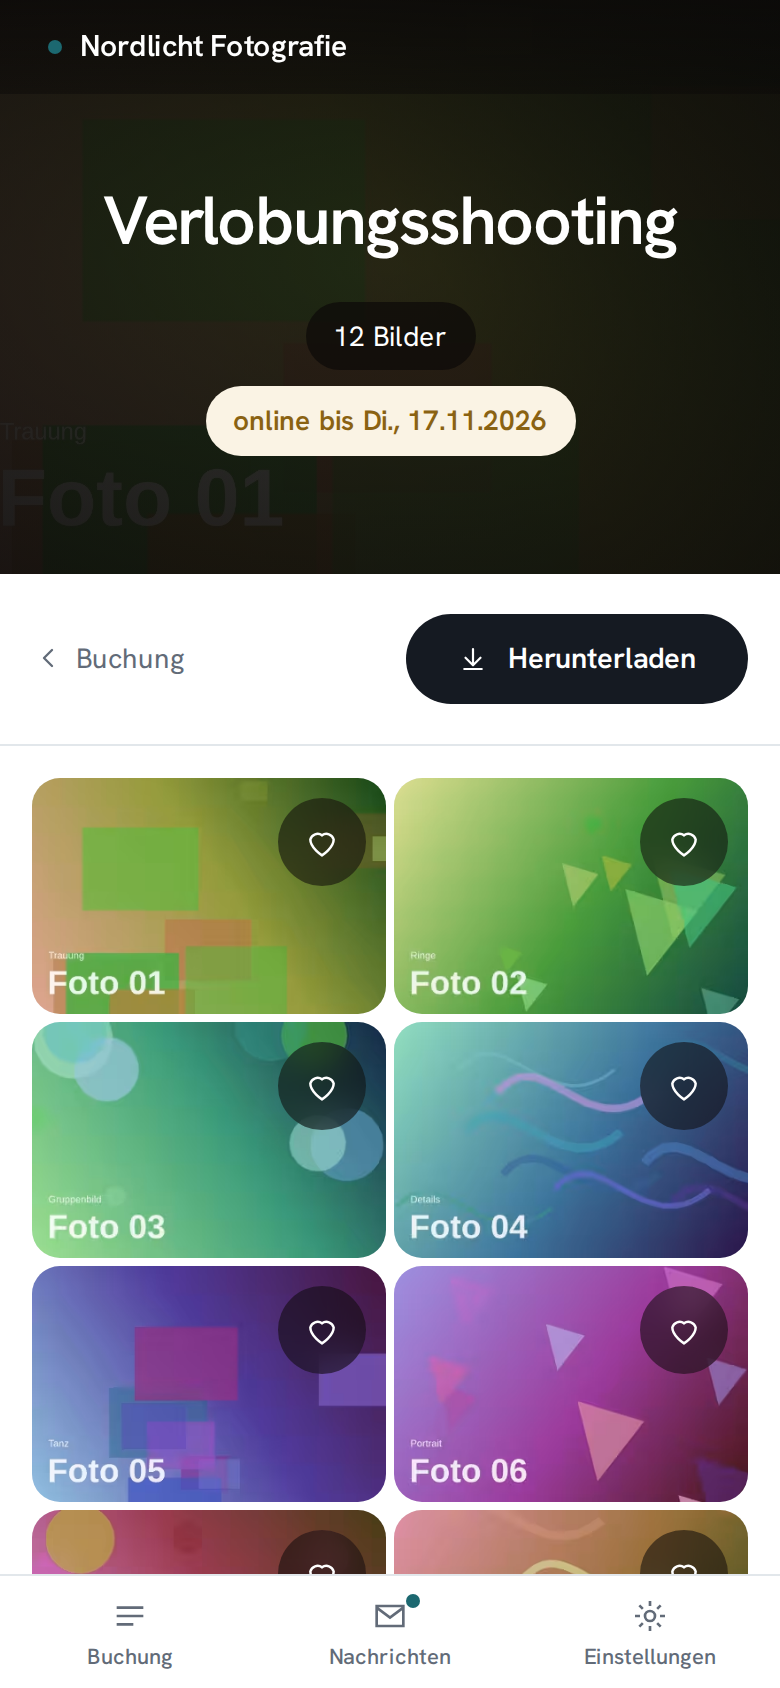 Nordlicht Fotografie
Verlobungsshooting
12 Bilder
online bis Di., 17.11.2026
Trauung
Foto 01
Buchung
Herunterladen
Trauung
Foto 01
Ringe
Foto 02
Gruppenbild
Foto 03
Details
Foto 04
Tanz
Foto 05
Portrait
Foto 06
Buchung
Nachrichten
Einstellungen